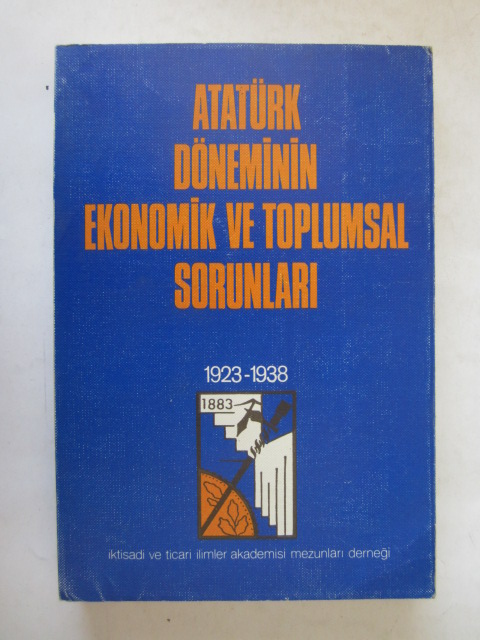 ATATÜRK
DÖNEMİNİN
EKONOMİK VE TOPLUMSAL
SORUNLARI
1923-1938
1883
iktisadi ve ticari ilimler akademisi mezunları derneği